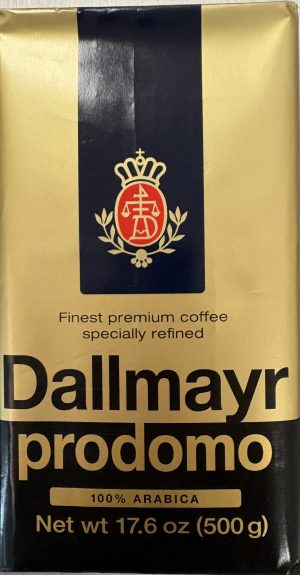 Finest premium coffee
specially refined
Dallmayr
prodomo
100% ARABICA
Net wt 17.6 oz (500 g)